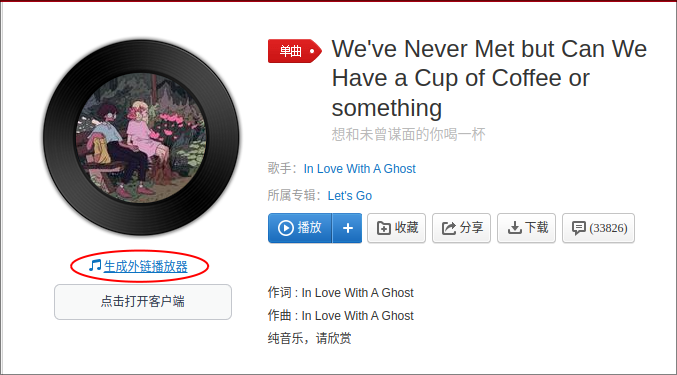 单曲
We've Never Met but Can We
Have a Cup of Coffee or
something
想和未曾谋面的你喝一杯
歌手：In Love With A Ghost
所属专辑：Let's Go
播放 + 收藏 分享 下载 (33826)
生成外链播放器
点击打开客户端
作词 : In Love With A Ghost
作曲 : In Love With A Ghost
纯音乐，请欣赏